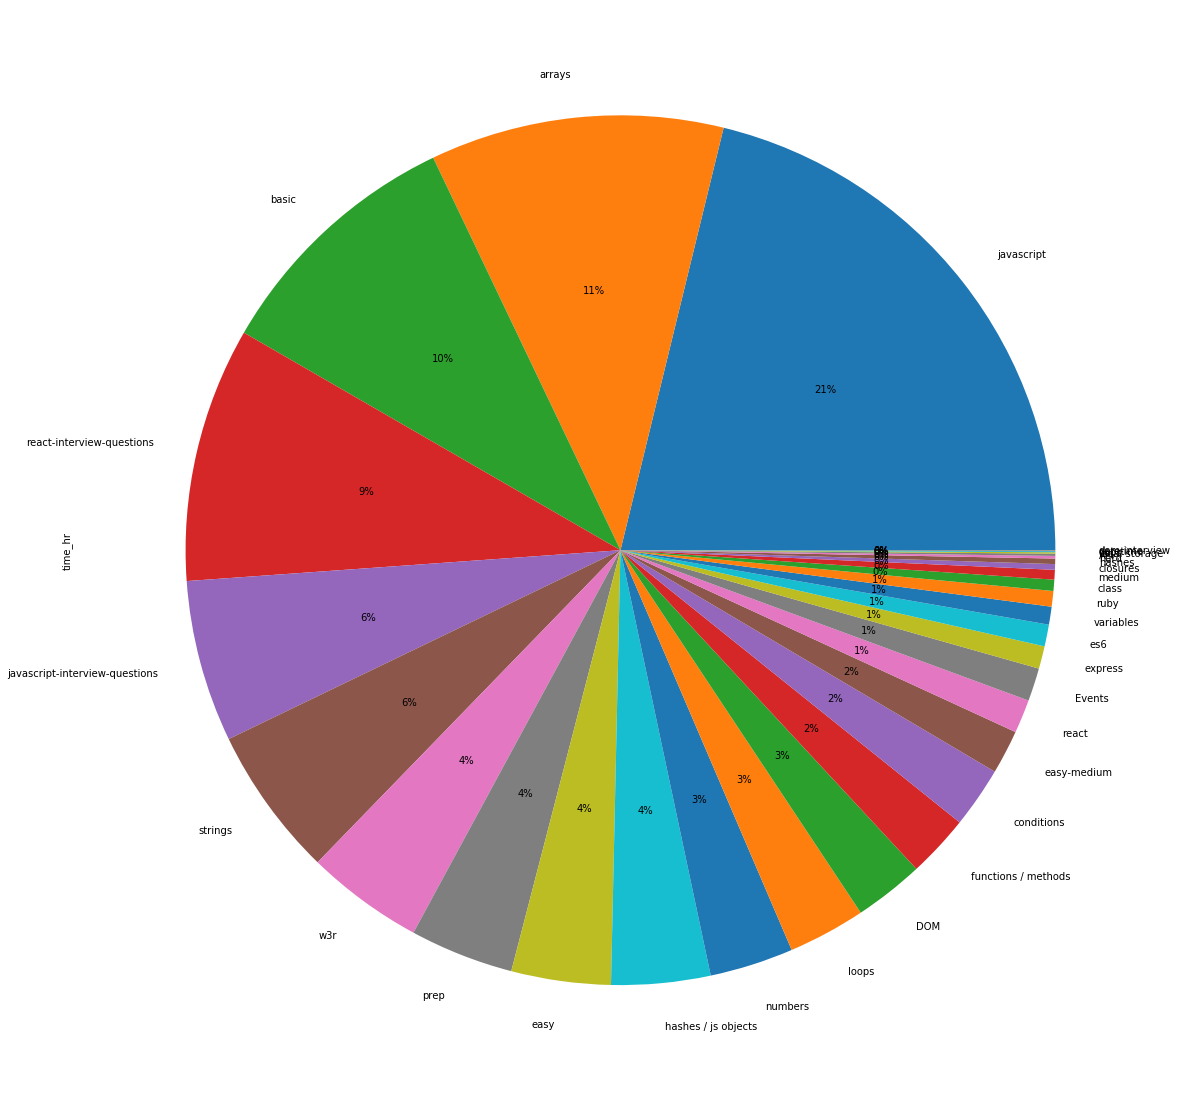 arrays
basic
javascript
11%
10%
21%
react-interview-questions
9%
time_hr
medium
class
ruby
variables
es6
express
Events
react
easy-medium
conditions
functions / methods
DOM
loops
numbers
hashes / js objects
easy
prep
w3r
strings
javascript-interview-questions
closures
hashes
0%
1%
1%
1%
1%
1%
1%
2%
2%
2%
3%
3%
3%
4%
4%
4%
4%
6%
6%